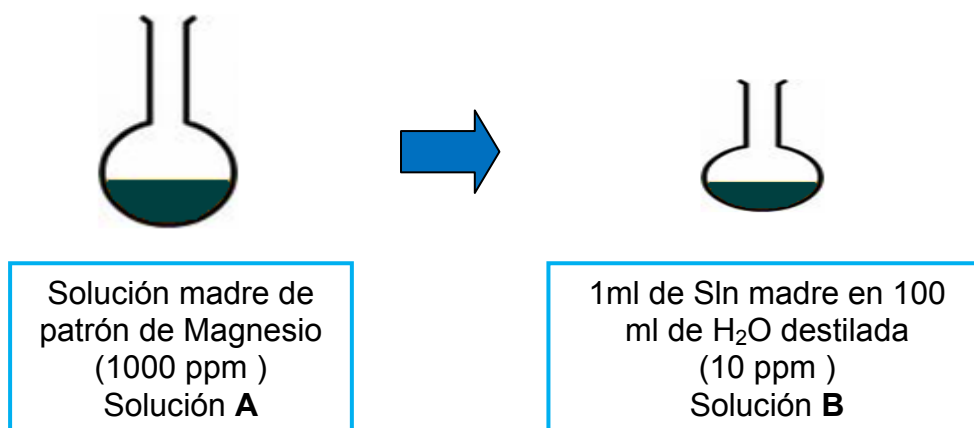 Solución madre de
patrón de Magnesio
(1000 ppm )
Solución A
1ml de Sln madre en 100
ml de H₂O destilada
(10 ppm )
Solución B